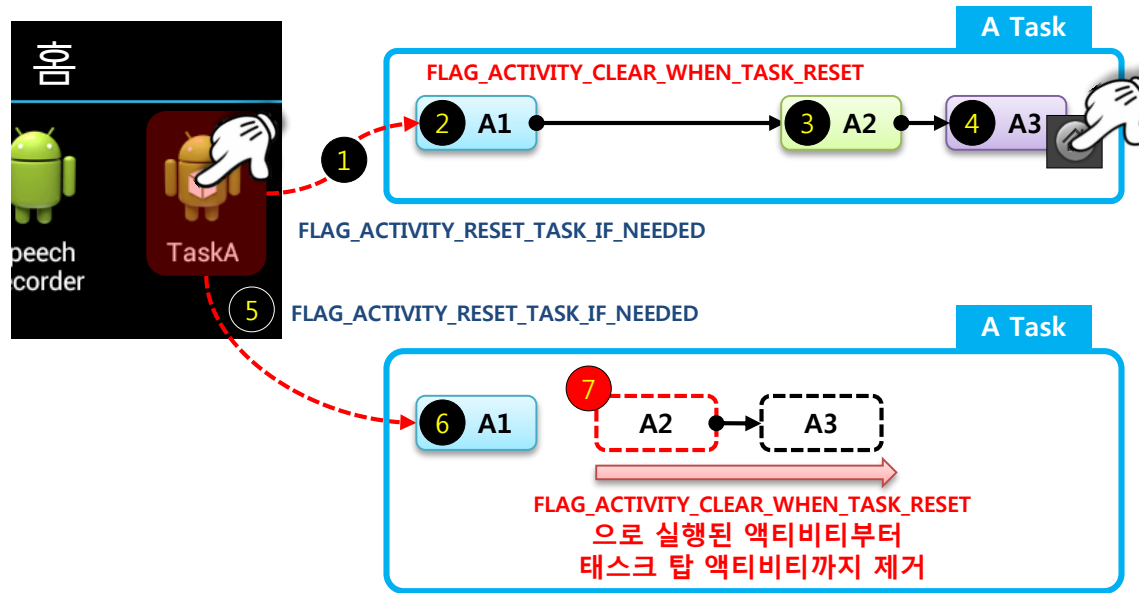 홈
peech
corder
TaskA
1
FLAG_ACTIVITY_RESET_TASK_IF_NEEDED
A Task
FLAG_ACTIVITY_CLEAR_WHEN_TASK_RESET
2 A1
3 A2
4 A3
5
FLAG_ACTIVITY_RESET_TASK_IF_NEEDED
A Task
6 A1
7
A2
A3
FLAG_ACTIVITY_CLEAR_WHEN_TASK_RESET
으로 실행된 액티비티부터
태스크 탑 액티비티까지 제거